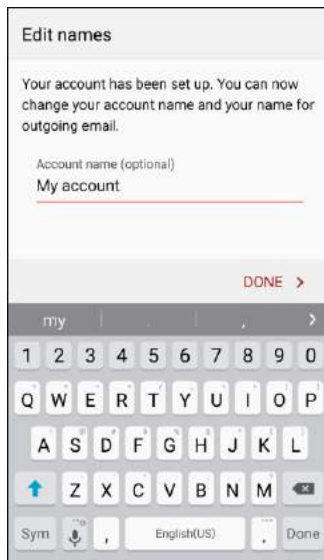 Edit names
Your account has been set up. You can now
change your account name and your name for
outgoing email.
Account name (optional)
My account
DONE >
my . ,  >
1 2 3 4 5 6 7 8 9 0
Q W E R T Y U I O P
A S D F G H J K L
Z X C V B N M
Sym , English(US) . Done